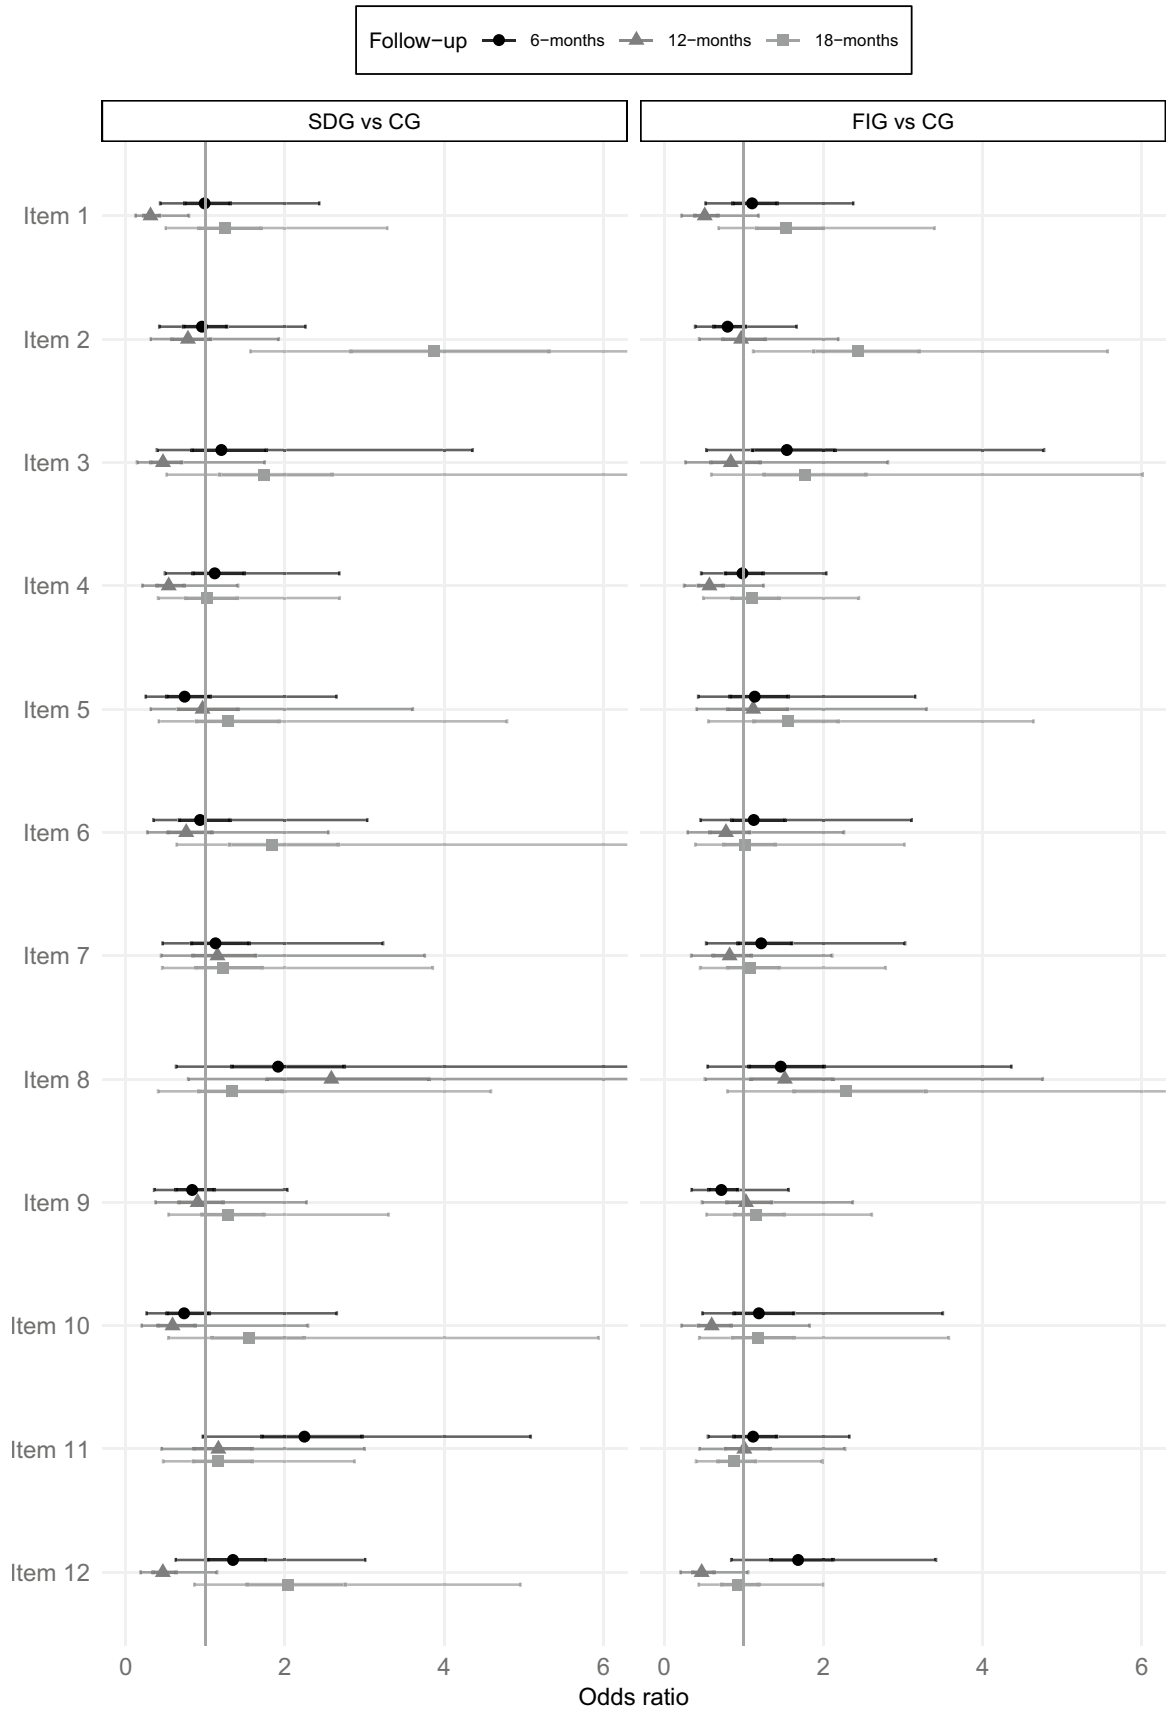 Follow-up 6-months 12-months 18-months
SDG vs CG FIG vs CG
Item 1
Item 2
Item 3
Item 4
Item 5
Item 6
Item 7
Item 8
Item 9
Item 10
Item 11
Item 12
0 2 4 6 0 2 4 6
Odds ratio